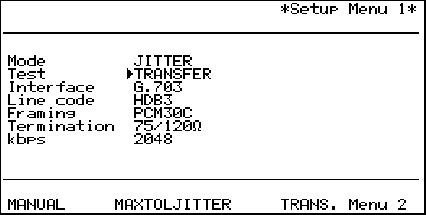 *Setup Menu 1*
Mode JITTER
Test ▶TRANSFER
Interface G.703
Line code HDB3
Framing PCM30C
Termination 75/120Ω
kbps 2048
MANUAL MAXTOLJITTER TRANS. Menu 2